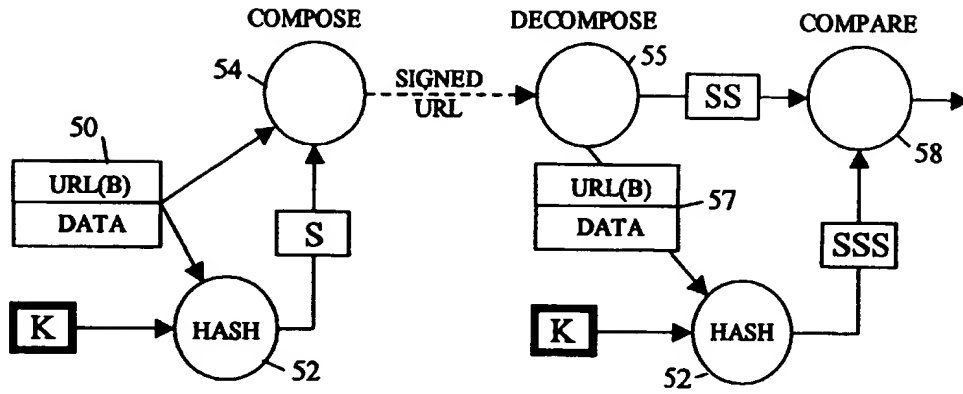 COMPOSE
DECOMPOSE
COMPARE
54
SIGNED
URL
55
SS
58
50
URL(B)
DATA
S
URL(B)
DATA
57
SSS
K
HASH
52
K
HASH
52